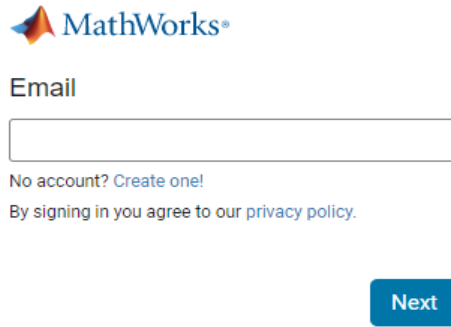 MathWorks®
Email
No account? Create one!
By signing in you agree to our privacy policy.
Next